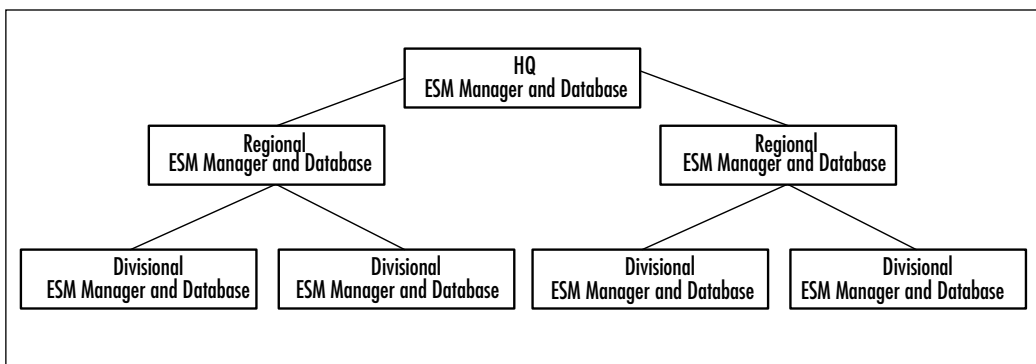 HQ
ESM Manager and Database
Regional
ESM Manager and Database
Regional
ESM Manager and Database
Divisional
ESM Manager and Database
Divisional
ESM Manager and Database
Divisional
ESM Manager and Database
Divisional
ESM Manager and Database